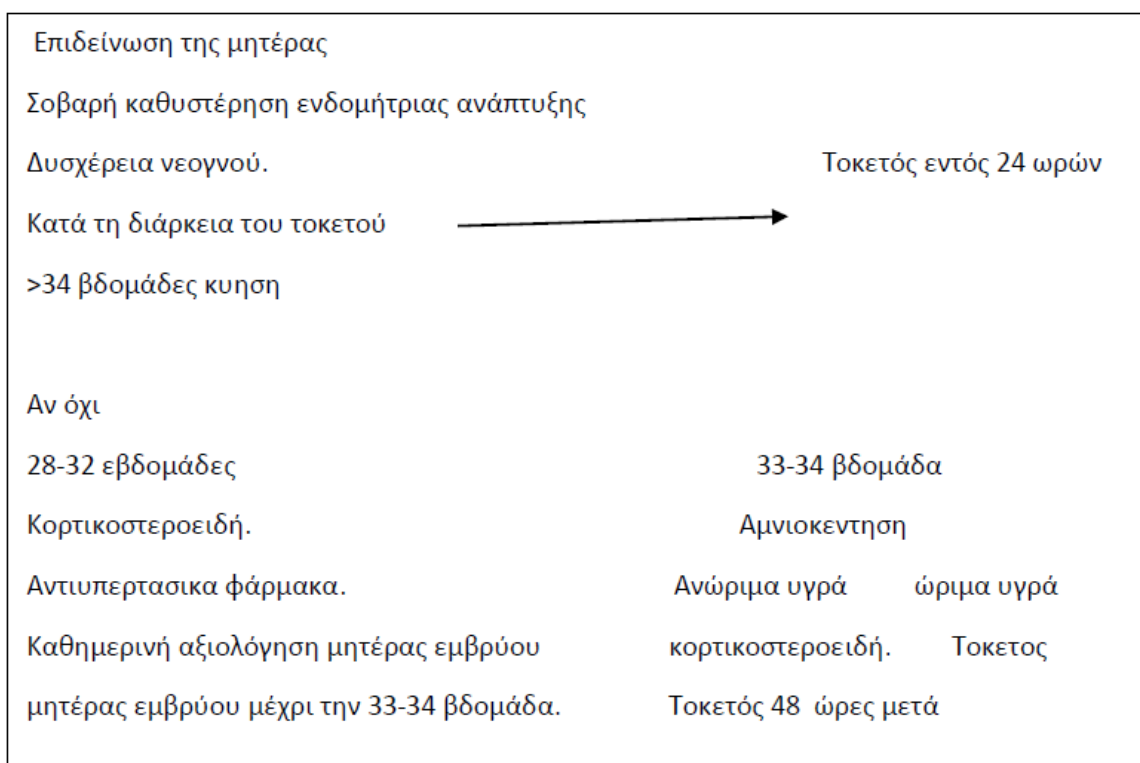 Επιδείνωση της μητέρας
Σοβαρή καθυστέρηση ενδομήτριας ανάπτυξης
Δυσχέρεια νεογνού. Τοκετός εντός 24 ωρών
Κατά τη διάρκεια του τοκετού
>34 βδομάδες κυηση
Αν όχι
28-32 εβδομάδες 33-34 βδομάδα
Κορτικοστεροειδή. Αμνιοκεντηση
Αντιυπερτασικα φάρμακα. Ανώριμα υγρά ώριμα υγρά
Καθημερινή αξιολόγηση μητέρας εμβρύου κορτικοστεροειδή. Τοκετος
μητέρας εμβρύου μέχρι την 33-34 βδομάδα. Τοκετός 48 ώρες μετά